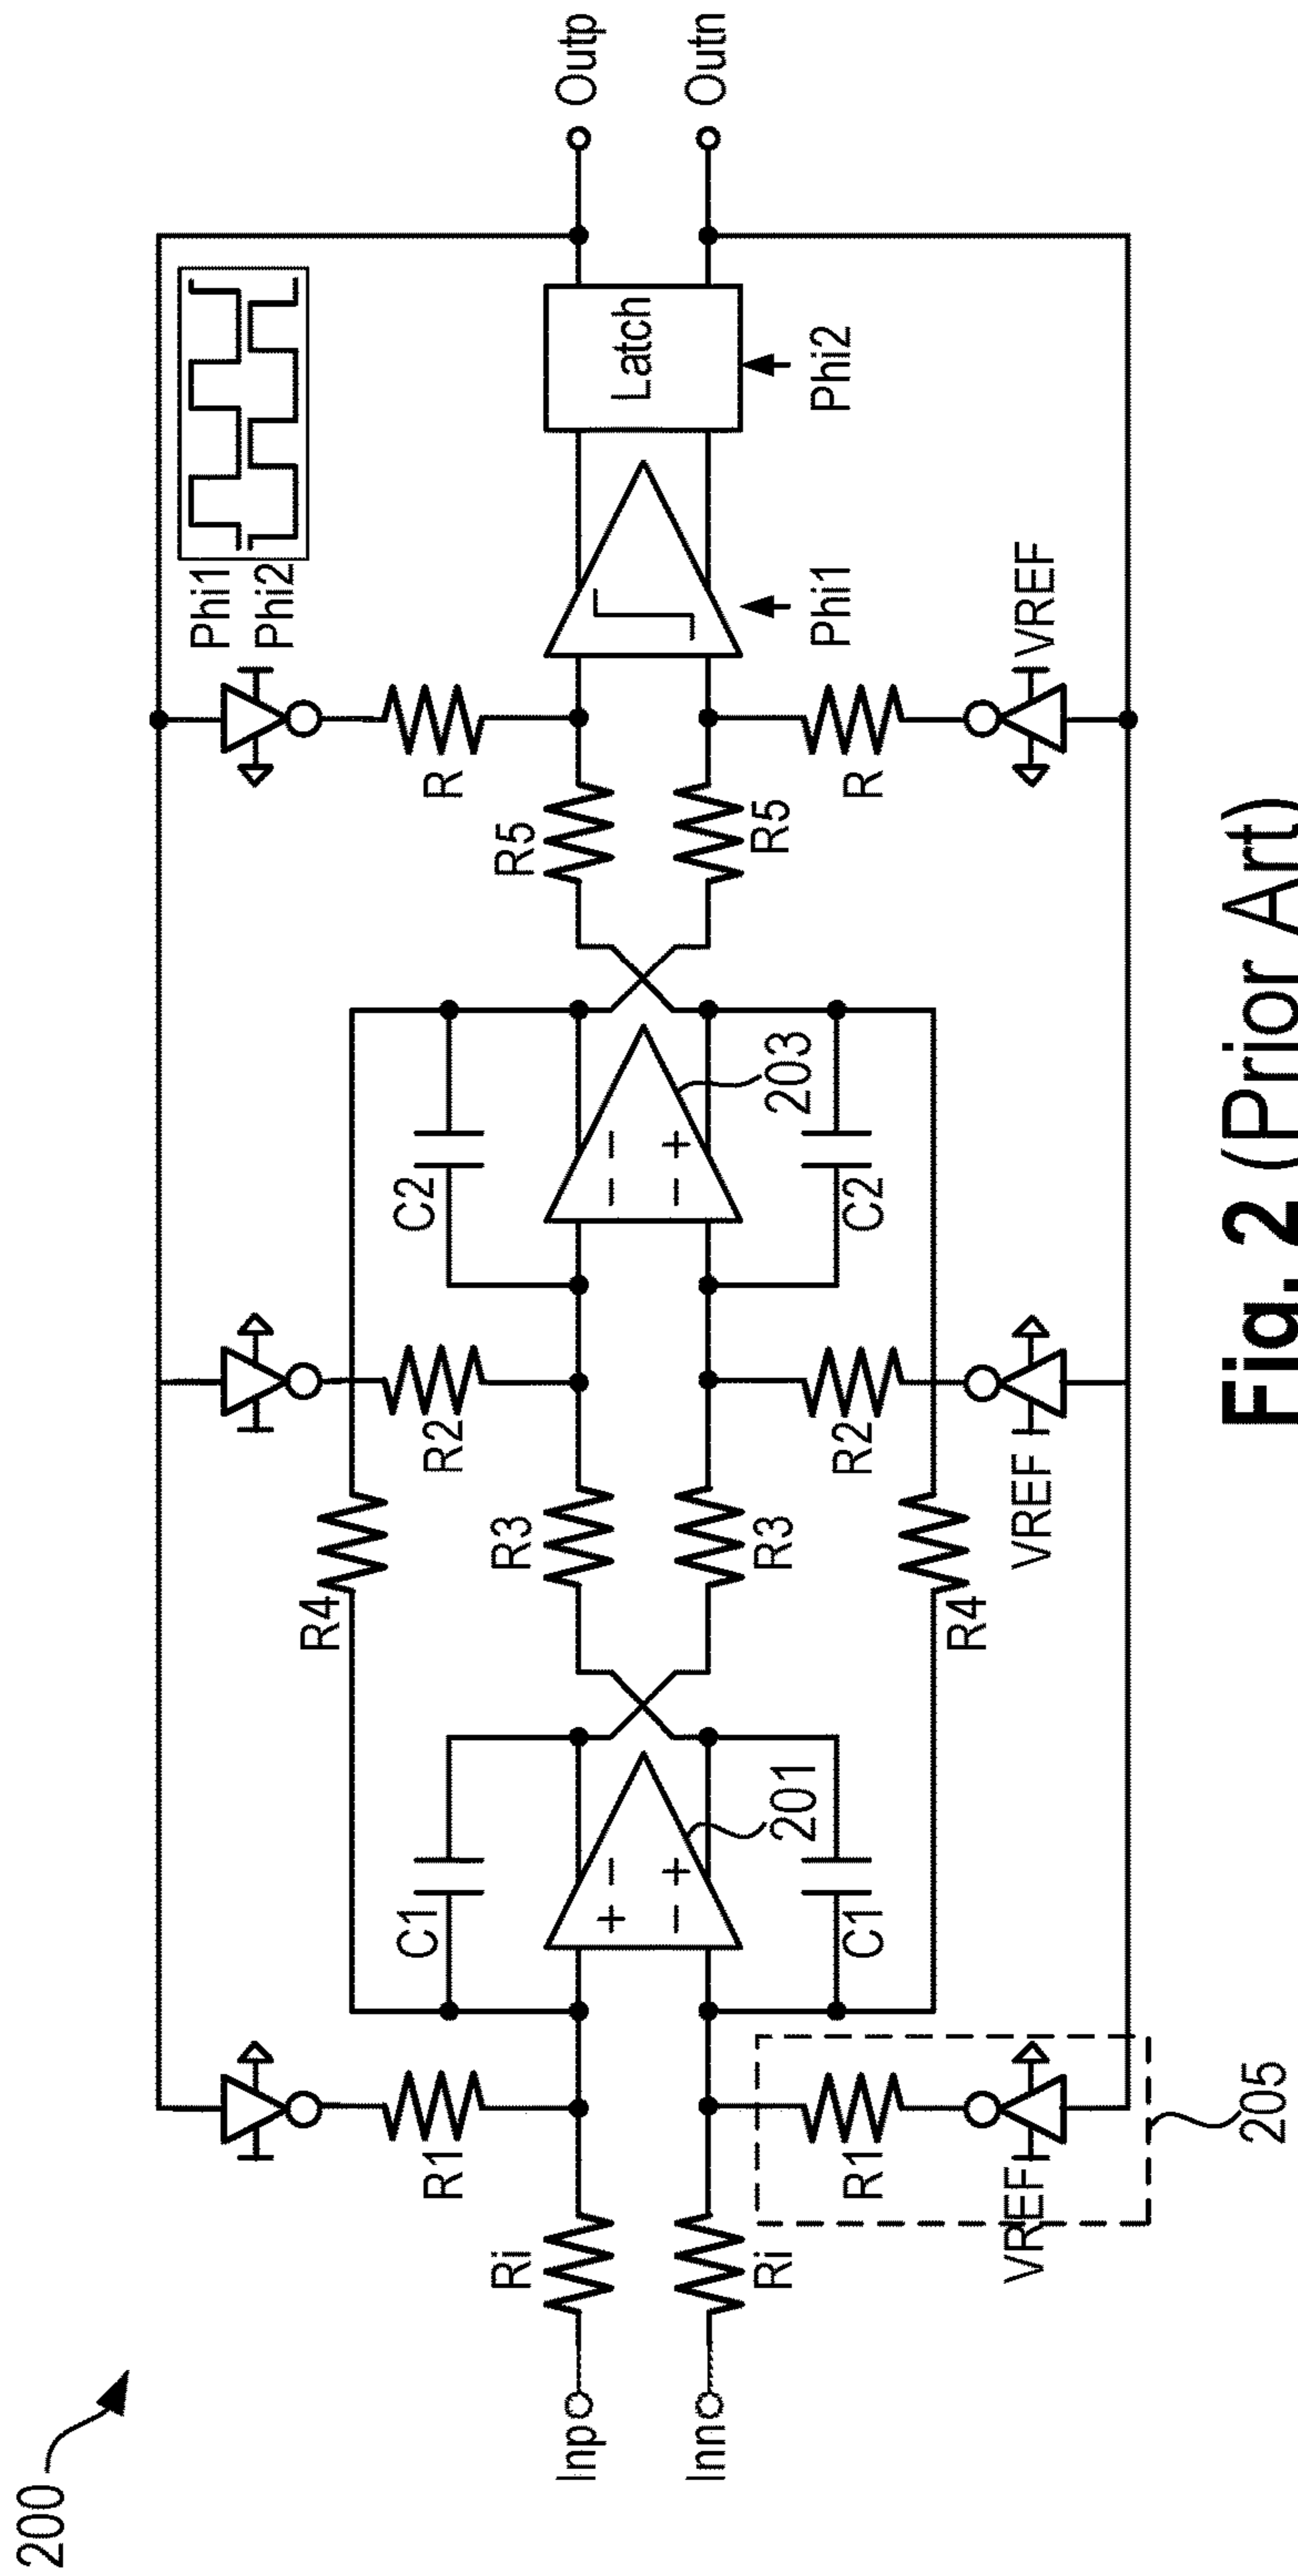 200
Phi1
Phi2
R1
R2
R
R4
C1
C2
Inp
Ri
+ −
R3
− −
R5
Latch
Outp
Inn
Ri
− +
R3
− +
R5
Outn
201
203
Phi1
Phi2
C1
C2
R1
R2
R
R4
VREF
VREF
VREF
205
Fig. 2 (Prior Art)